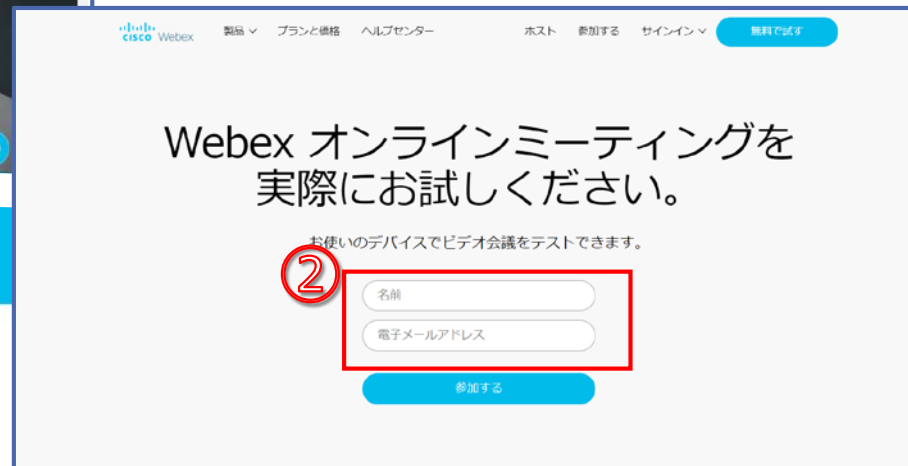 CISCO Webex 製品 プランと価格 ヘルプセンター ホスト 参加する サインイン 無料で試す
Webex オンラインミーティングを
実際にお試しください。
お使いのデバイスでビデオ会議をテストできます。
②
名前
電子メールアドレス
参加する